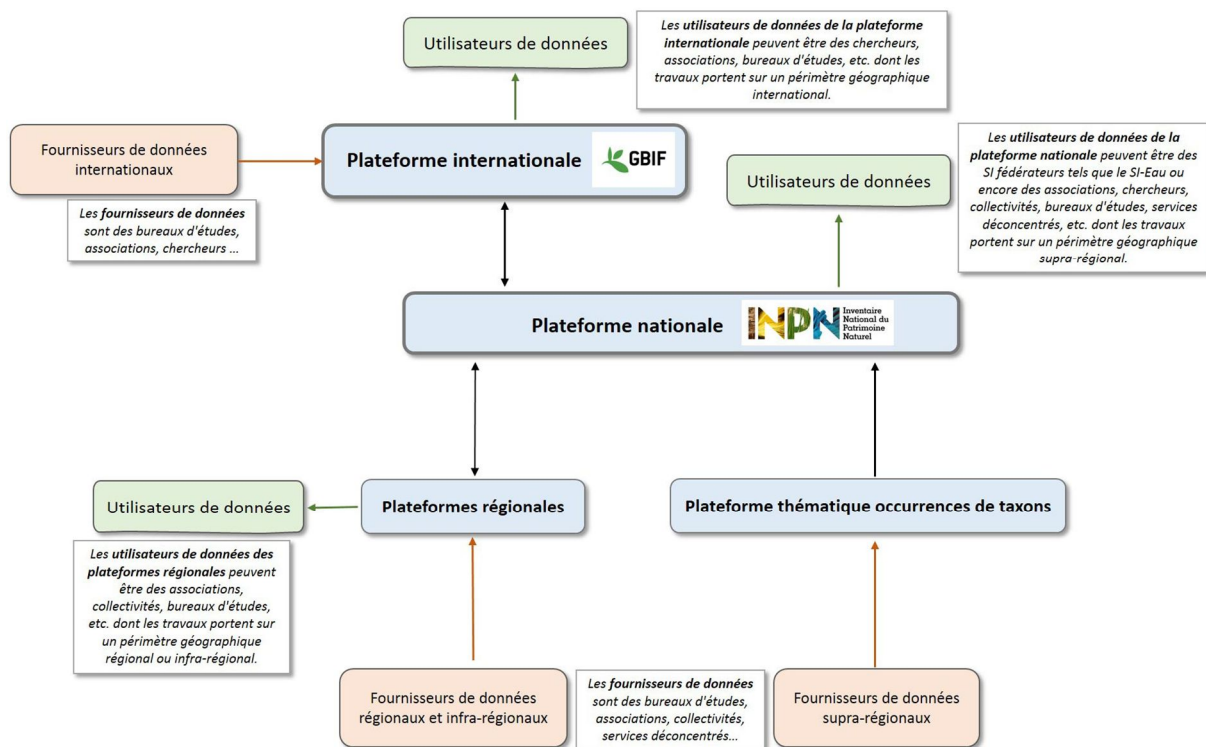 Utilisateurs de données
Les utilisateurs de données de la plateforme
internationale peuvent être des chercheurs,
associations, bureaux d'études, etc. dont les
travaux portent sur un périmètre géographique
international.
Fournisseurs de données
internationaux
Plateforme internationale
GBIF
Les fournisseurs de données
sont des bureaux d'études,
associations, chercheurs ...
Utilisateurs de données
Les utilisateurs de données de la
plateforme nationale peuvent être des
SI fédérateurs tels que le SI-Eau ou
encore des associations, chercheurs,
collectivités, bureaux d'études, services
déconcentrés, etc. dont les travaux
portent sur un périmètre géographique
supra-régional.
Plateforme nationale
INPN
Inventaire
National du
Patrimoine
Naturel
Utilisateurs de données
Plateformes régionales
Plateforme thématique occurrences de taxons
Les utilisateurs de données des
plateformes régionales peuvent
être des associations,
collectivités, bureaux d'études,
etc. dont les travaux portent sur
un périmètre géographique
régional ou infra-régional.
Fournisseurs de données
régionaux et infra-régionaux
Les fournisseurs de données
sont des bureaux d'études,
associations, collectivités,
services déconcentrés...
Fournisseurs de données
supra-régionaux